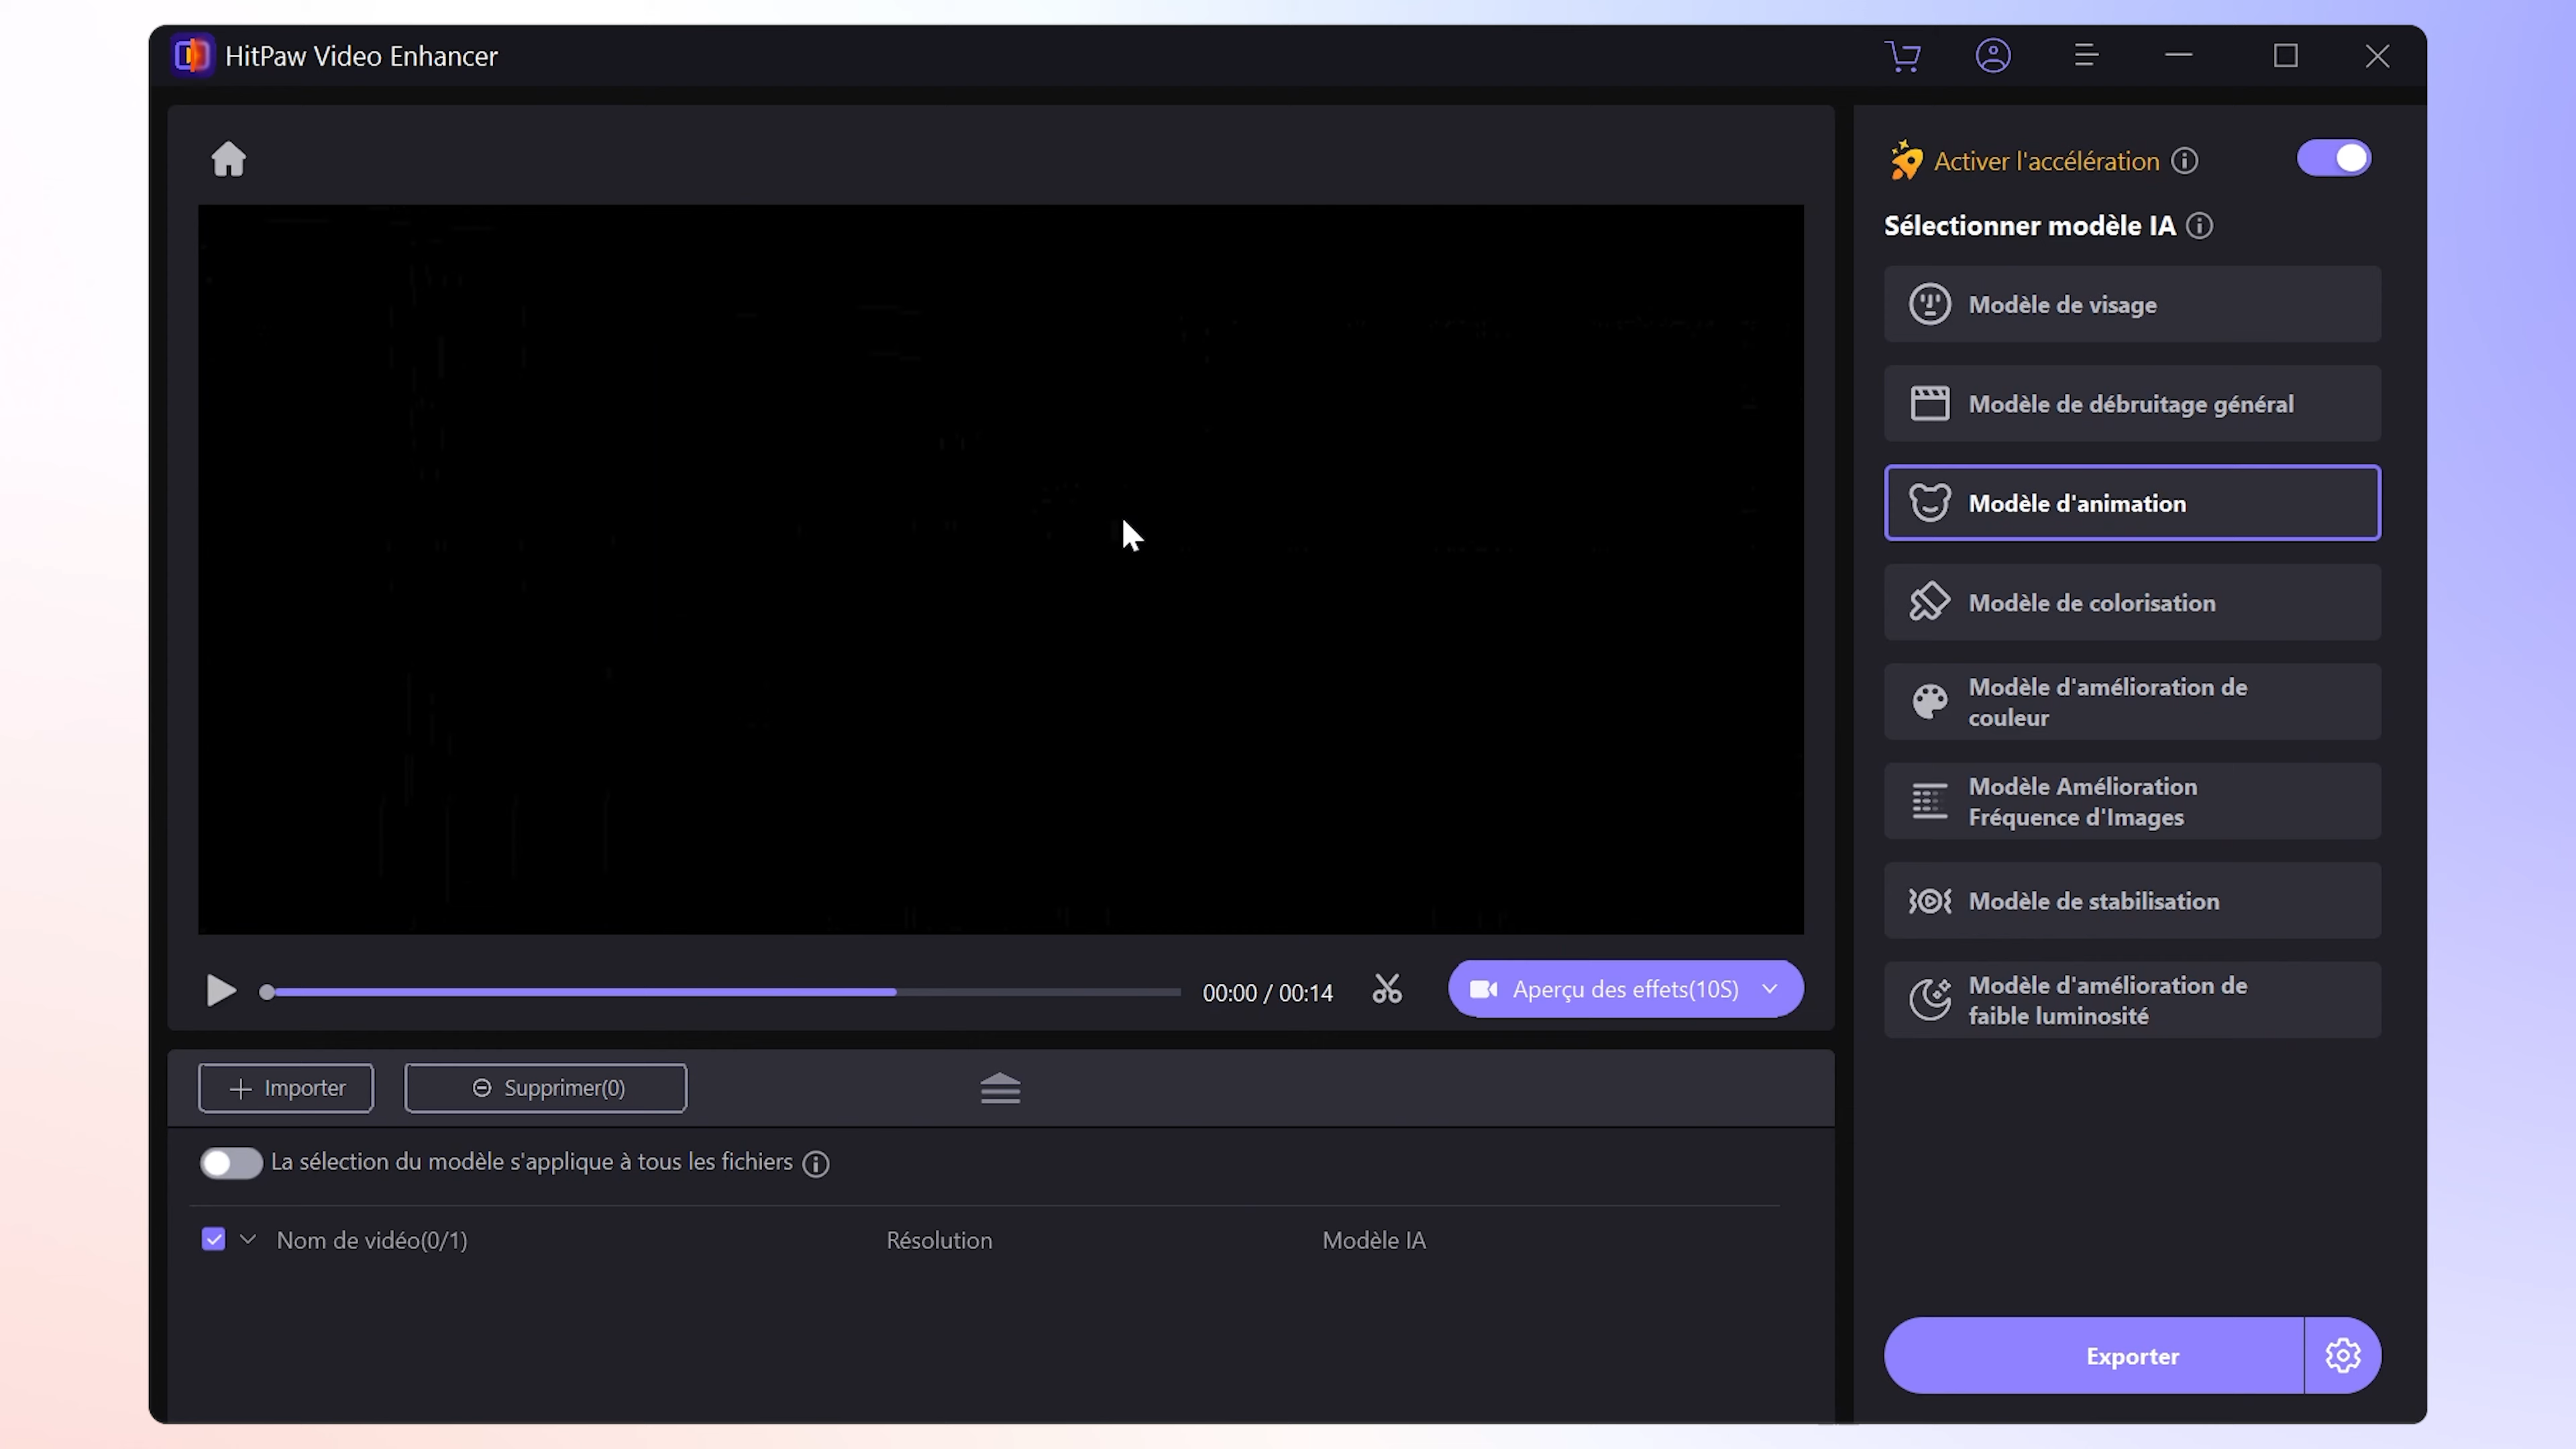 HitPaw Video Enhancer
Activer l'accélération
Sélectionner modèle IA
Modèle de visage
Modèle de débruitage général
Modèle d'animation
Modèle de colorisation
Modèle d'amélioration de
couleur
Modèle Amélioration
Fréquence d'Images
Modèle de stabilisation
Modèle d'amélioration de
faible luminosité
00:00 / 00:14
Aperçu des effets(10S)
Importer
Supprimer(0)
La sélection du modèle s'applique à tous les fichiers
Nom de vidéo(0/1)
Résolution
Modèle IA
Exporter